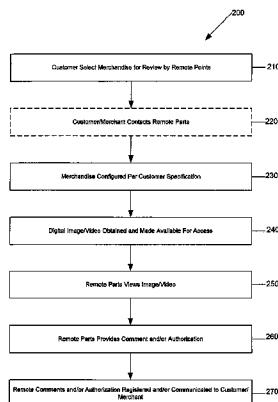 200
Customer Select Merchandise for Review by Remote Points
210
Customer/Merchant Contacts Remote Parts
220
Merchandise Configured Per Customer Specification
230
Digital Image/Video Obtained and Made Available For Access
240
Remote Parts Views Image/Video
250
Remote Parts Provides Comment and/or Authorization
260
Remote Comments and/or Authorization Registered and/or Communicated to Customer/
Merchant
270